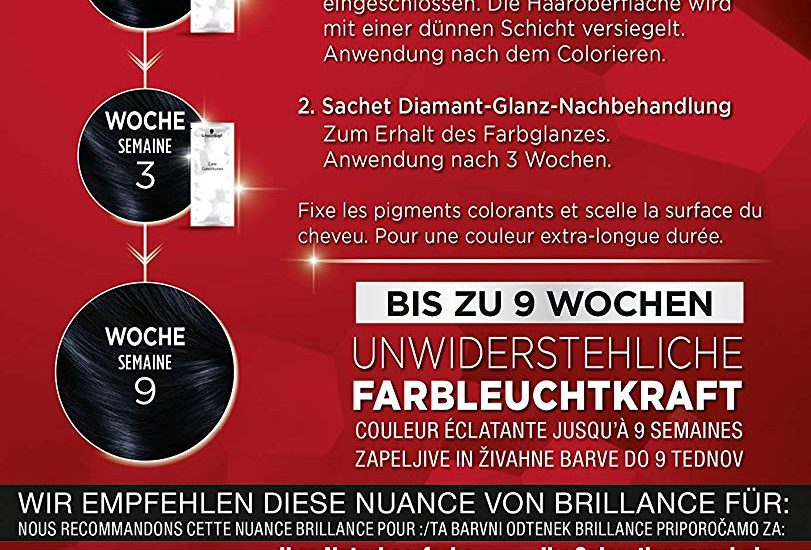 eingeschlossen. Die Haaroberfläche wird
mit einer dünnen Schicht versiegelt.
Anwendung nach dem Colorieren.
WOCHE
SEMAINE
3
Schwarzkopf
Care
Conditioner
2. Sachet Diamant-Glanz-Nachbehandlung
Zum Erhalt des Farbglanzes.
Anwendung nach 3 Wochen.
Fixe les pigments colorants et scelle la surface du
cheveu. Pour une couleur extra-longue durée.
WOCHE
SEMAINE
9
BIS ZU 9 WOCHEN
UNWIDERSTEHLICHE
FARBLEUCHTKRAFT
COULEUR ÉCLATANTE JUSQU'À 9 SEMAINES
ZAPELJIVE IN ŽIVAHNE BARVE DO 9 TEDNOV
WIR EMPFEHLEN DIESE NUANCE VON BRILLANCE FÜR:
NOUS RECOMMANDONS CETTE NUANCE BRILLANCE POUR :/TA BARVNI ODTENEK BRILLANCE PRIPOROČAMO ZA: